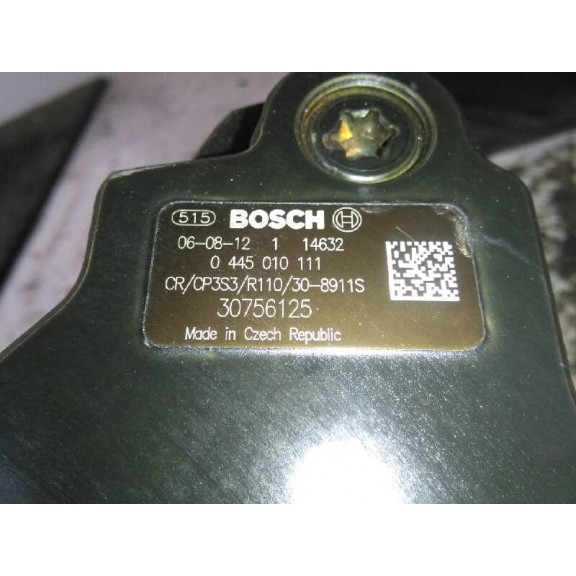 515 BOSCH
06-08-12 1 14632
0 445 010 111
CR/CP3S3/R110/30-8911S
30756125
Made in Czech Republic